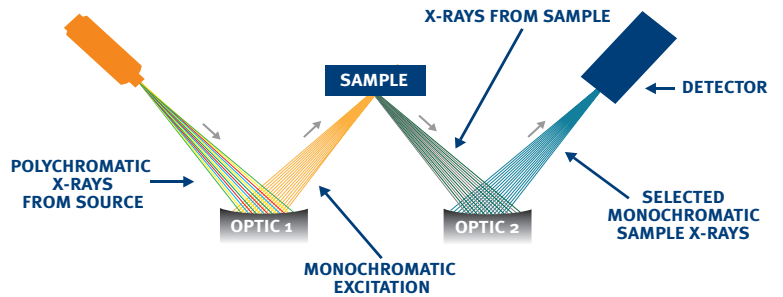 X-RAYS FROM SAMPLE
SAMPLE
DETECTOR
POLYCHROMATIC
X-RAYS
FROM SOURCE
OPTIC 1
OPTIC 2
SELECTED
MONOCHROMATIC
SAMPLE X-RAYS
MONOCHROMATIC
EXCITATION